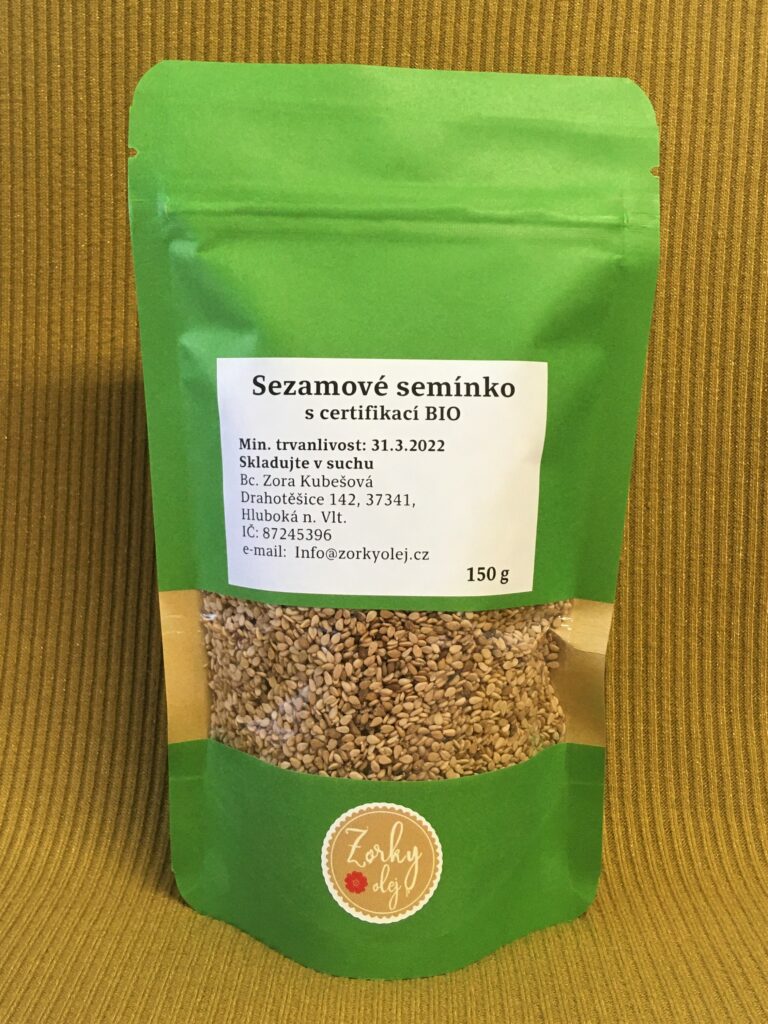 Sezamové semínko
s certifikací BIO
Min. trvanlivost: 31.3.2022
Skladujte v suchu
Bc. Zora Kubešová
Drahotěšice 142, 37341,
Hluboká n. Vlt.
IČ: 87245396
e-mail: Info@zorkyolej.cz
150 g
Zorky
olej